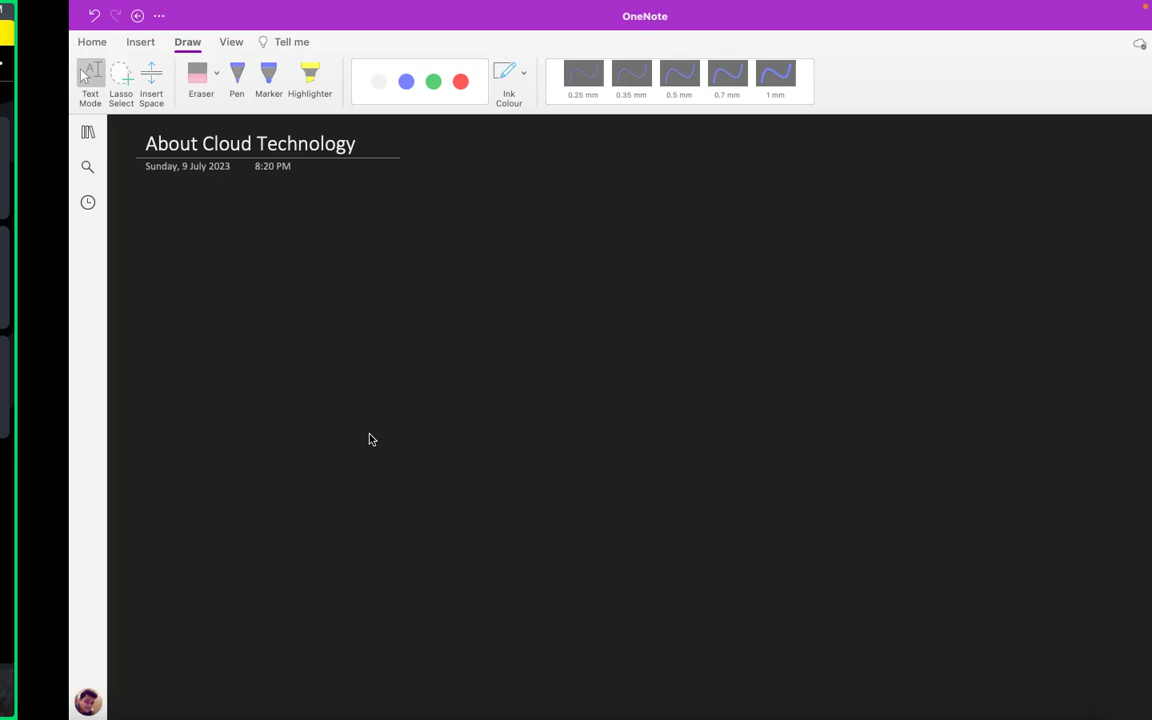 OneNote
Home Insert Draw View Tell me
Text Mode
Lasso Select
Insert Space
Eraser
Pen
Marker
Highlighter
Ink Colour
0.25 mm 0.35 mm 0.5 mm 0.7 mm 1 mm
About Cloud Technology
Sunday, 9 July 2023 8:20 PM